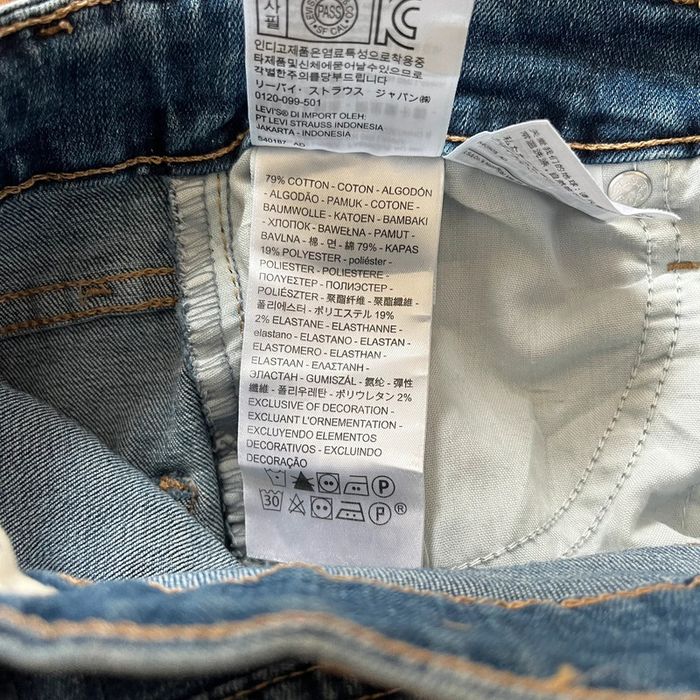 사
필
PASS
SF CAL
인디고제품은염료특성으로착용중
타제품및신체에묻어날수있으므로
각별한주의를당부드립니다
リーバイ・ストラウス ジャパン㈱
0120-099-501
LEVI'S® DI IMPORT OLEH:
PT LEVI STRAUSS INDONESIA
JAKARTA - INDONESIA
79% COTTON - COTON - ALGODÓN
- ALGODÃO - PAMUK - COTONE -
BAUMWOLLE - KATOEN - BAMBAKI
- ХЛОПОК - BAWEŁNA - PAMUT -
BAVLNA - 棉 - 면 - 綿 79% - KAPAS
19% POLYESTER - poliéster -
POLIESTER - POLIESTERE -
ΠΟΛΥΕΣΤΕΡ - ПОЛИЭСТЕР -
POLIÉSZTER - 聚酯纤维 - 聚酯纖維 -
폴리에스터 - ポリエステル 19%
2% ELASTANE - ELASTHANNE -
elastano - ELASTANO - ELASTAN -
ELASTOMERO - ELASTHAN -
ELASTAAN - ΕΛΑΣΤΑΝΗ -
ЭЛАСТАН - GUMISZÁL - 氨纶 - 彈性
纖維 - 폴리우레탄 - ポリウレタン 2%
EXCLUSIVE OF DECORATION -
EXCLUANT L'ORNEMENTATION -
EXCLUYENDO ELEMENTOS
DECORATIVOS - EXCLUINDO
DECORAÇÃO
P
30 P ®